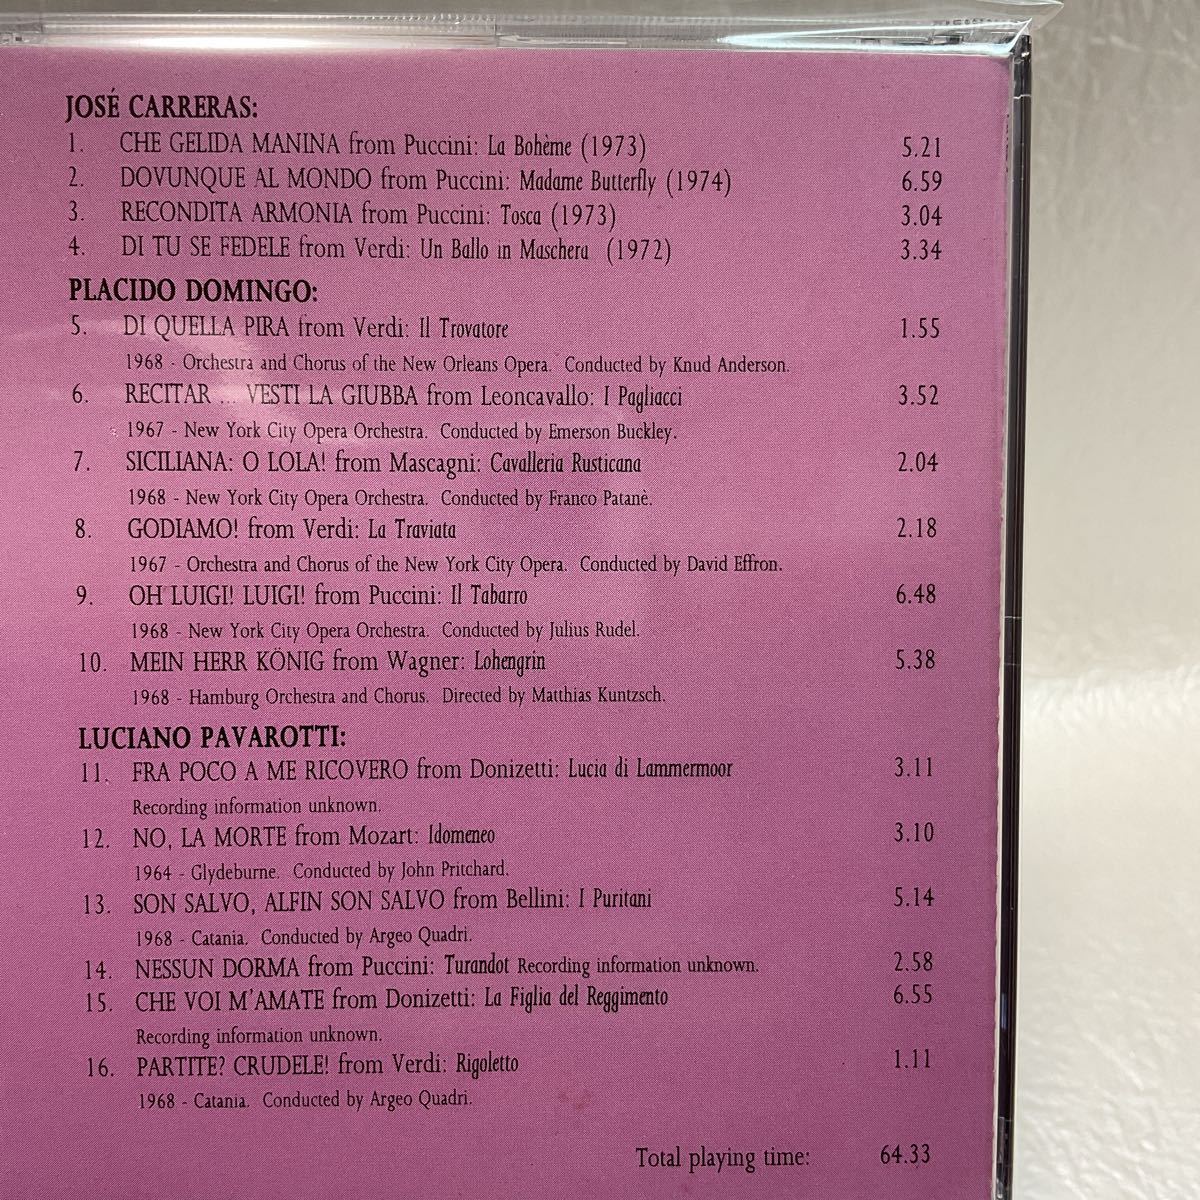 JOSÉ CARRERAS:
1. CHE GELIDA MANINA from Puccini: La Bohème (1973) 5.21
2. DOVUNQUE AL MONDO from Puccini: Madame Butterfly (1974) 6.59
3. RECONDITA ARMONIA from Puccini: Tosca (1973) 3.04
4. DI TU SE FEDELE from Verdi: Un Ballo in Maschera (1972) 3.34
PLACIDO DOMINGO:
5. DI QUELLA PIRA from Verdi: Il Trovatore 1.55
1968 - Orchestra and Chorus of the New Orleans Opera. Conducted by Knud Anderson.
6. RECITAR ... VESTI LA GIUBBA from Leoncavallo: I Pagliacci 3.52
1967 - New York City Opera Orchestra. Conducted by Emerson Buckley.
7. SICILIANA: O LOLA! from Mascagni: Cavalleria Rusticana 2.04
1968 - New York City Opera Orchestra. Conducted by Franco Patanè.
8. GODIAMO! from Verdi: La Traviata 2.18
1967 - Orchestra and Chorus of the New York City Opera. Conducted by David Effron.
9. OH LUIGI! LUIGI! from Puccini: Il Tabarro 6.48
1968 - New York City Opera Orchestra. Conducted by Julius Rudel.
10. MEIN HERR KÖNIG from Wagner: Lohengrin 5.38
1968 - Hamburg Orchestra and Chorus. Directed by Matthias Kuntzsch.
LUCIANO PAVAROTTI:
11. FRA POCO A ME RICOVERO from Donizetti: Lucia di Lammermoor 3.11
Recording information unknown.
12. NO, LA MORTE from Mozart: Idomeneo 3.10
1964 - Glydeburne. Conducted by John Pritchard.
13. SON SALVO, ALFIN SON SALVO from Bellini: I Puritani 5.14
1968 - Catania. Conducted by Argeo Quadri.
14. NESSUN DORMA from Puccini: Turandot Recording information unknown. 2.58
15. CHE VOI M'AMATE from Donizetti: La Figlia del Reggimento 6.55
Recording information unknown.
16. PARTITE? CRUDELE! from Verdi: Rigoletto 1.11
1968 - Catania. Conducted by Argeo Quadri.
Total playing time: 64.33